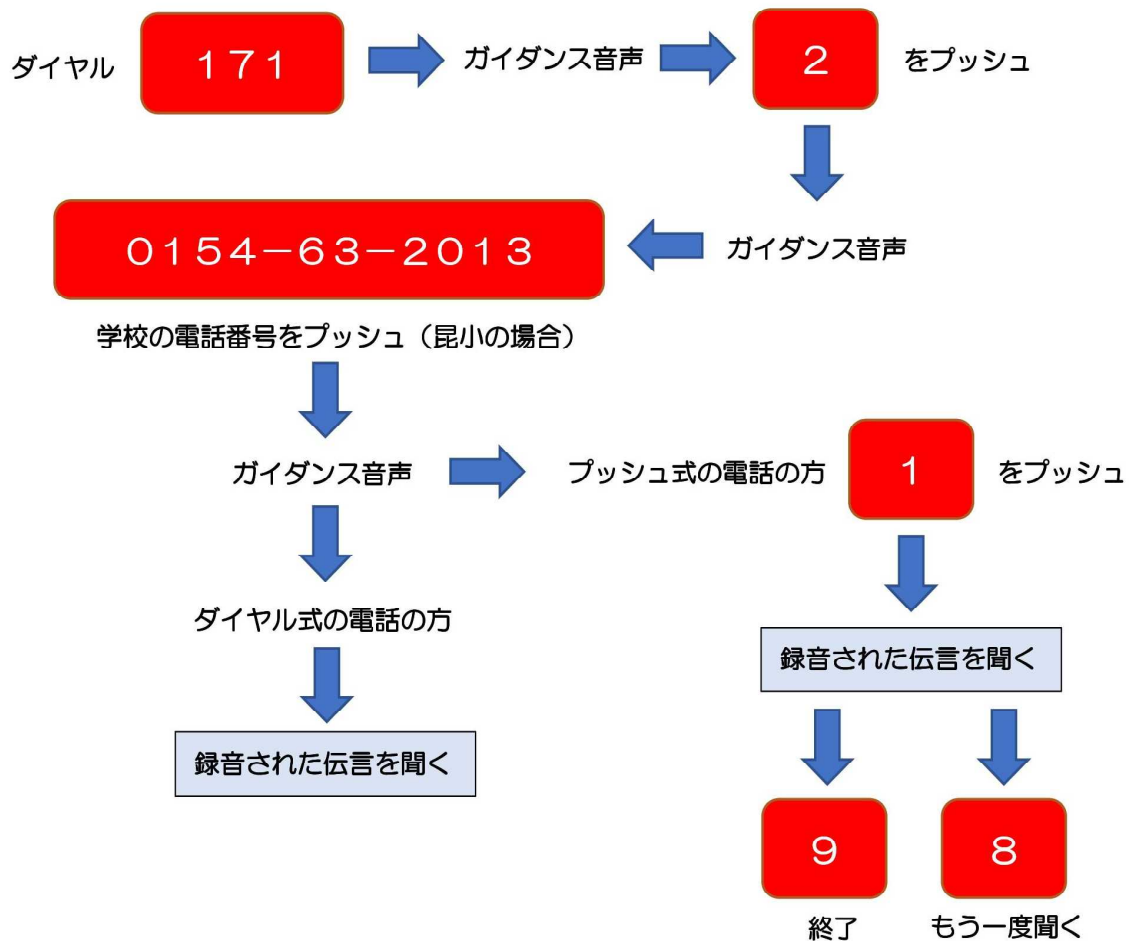 ダイヤル １７１ ガイダンス音声 ２ をプッシュ
０１５４－６３－２０１３ ガイダンス音声
学校の電話番号をプッシュ（昆小の場合）
ガイダンス音声 プッシュ式の電話の方 １ をプッシュ
ダイヤル式の電話の方
録音された伝言を聞く
録音された伝言を聞く
９ ８
終了 もう一度聞く